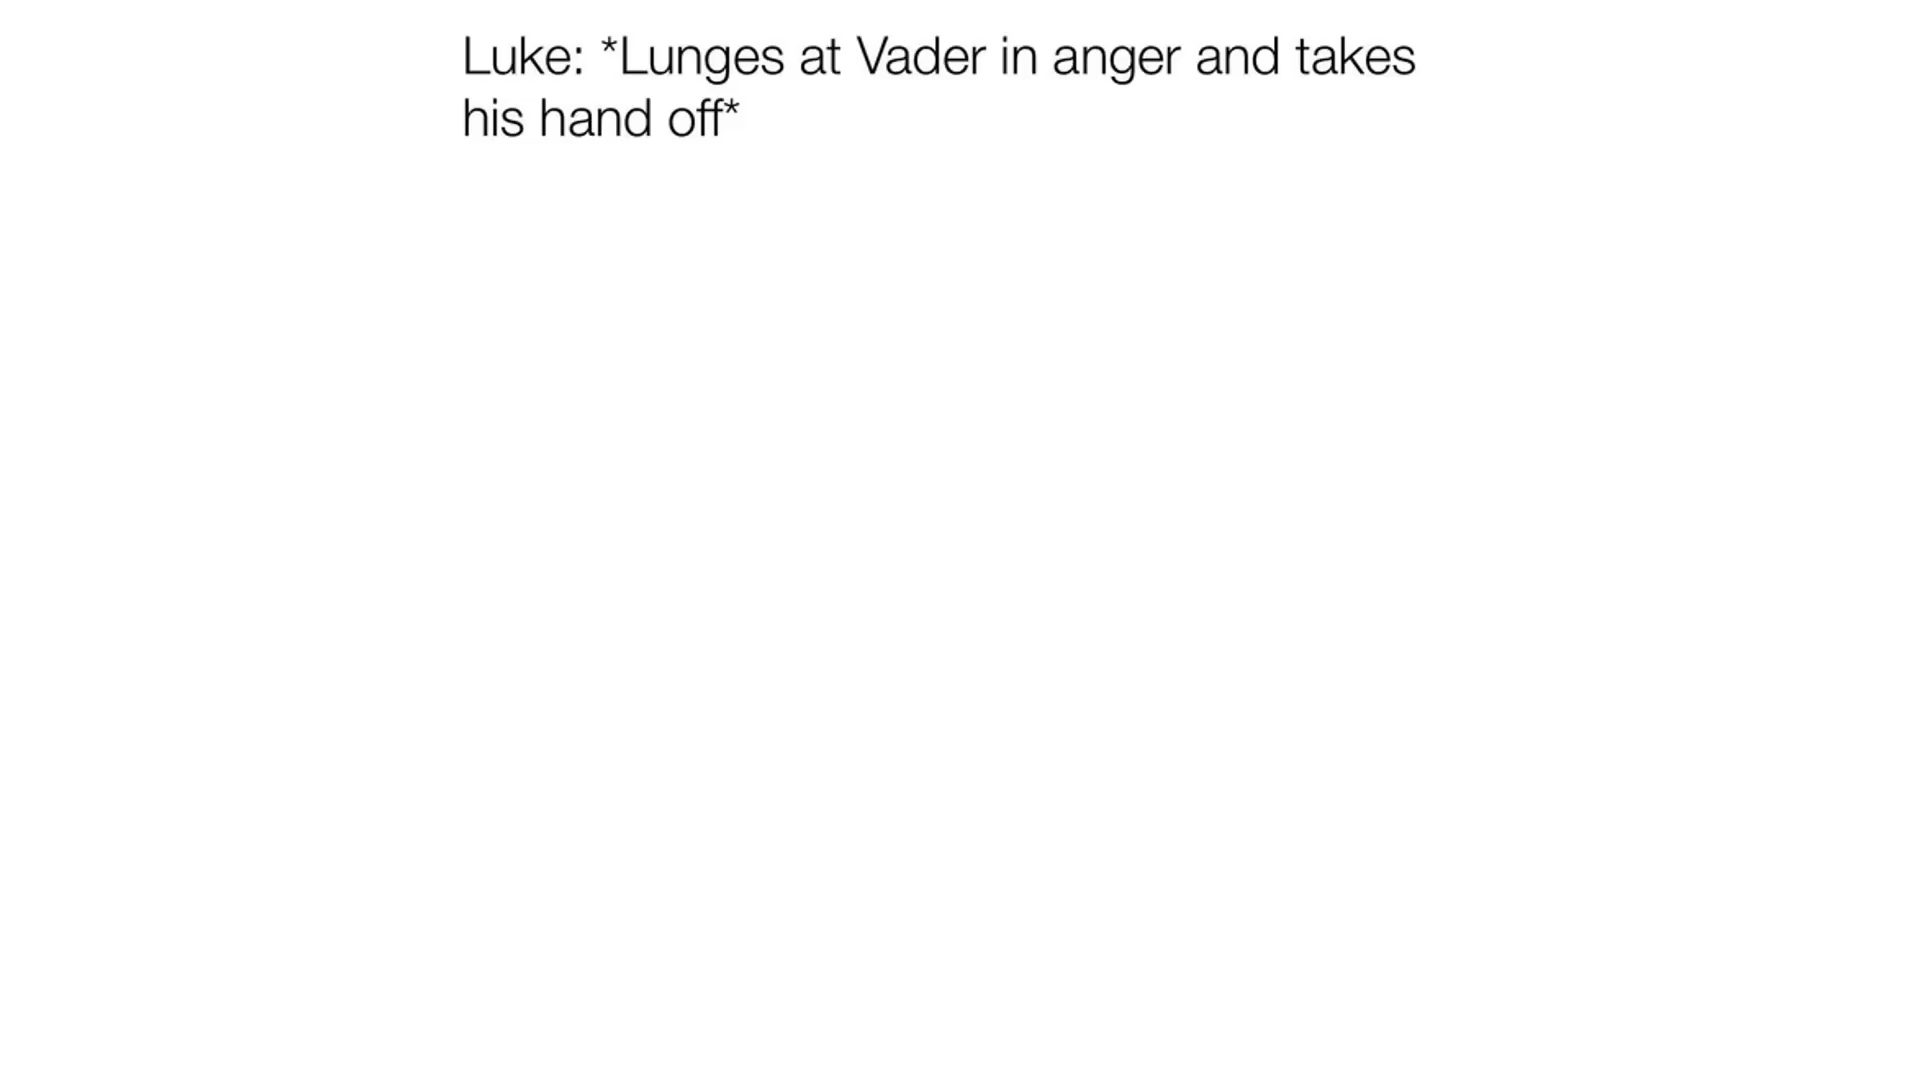 Luke: *Lunges at Vader in anger and takes
his hand off*